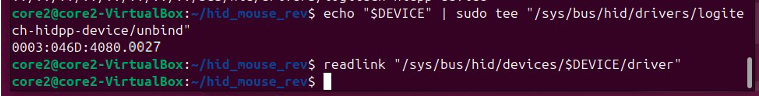 core2@core2-VirtualBox:~/hid_mouse_rev$ echo "$DEVICE" | sudo tee "/sys/bus/hid/drivers/logite
ch-hidpp-device/unbind"
0003:046D:4080.0027
core2@core2-VirtualBox:~/hid_mouse_rev$ readlink "/sys/bus/hid/devices/$DEVICE/driver"
core2@core2-VirtualBox:~/hid_mouse_rev$